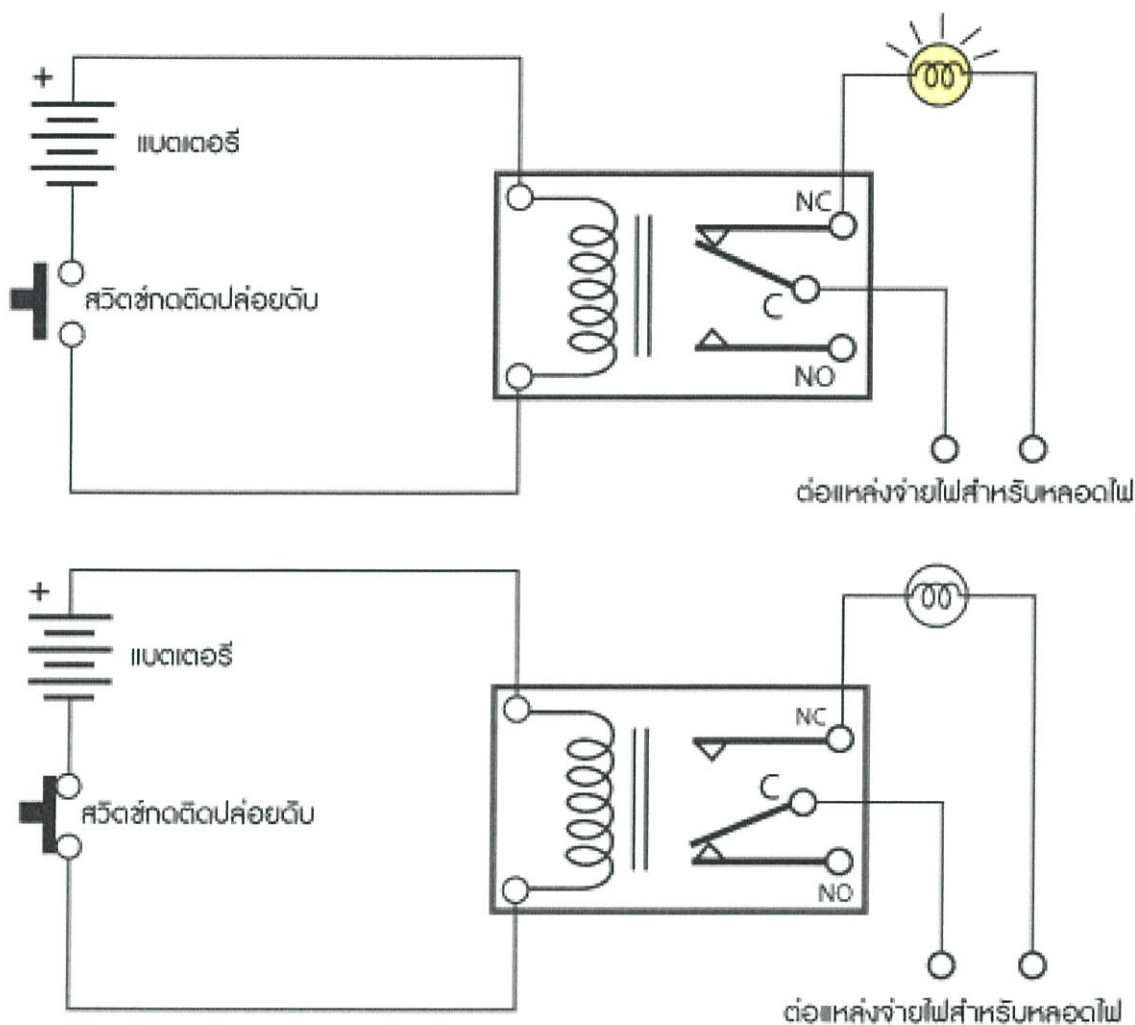 +
แบตเตอรี่
สวิตช์กดติดปล่อยดับ
NC
C
NO
ต่อแหล่งจ่ายไฟสำหรับหลอดไฟ
+
แบตเตอรี่
สวิตช์กดติดปล่อยดับ
NC
C
NO
ต่อแหล่งจ่ายไฟสำหรับหลอดไฟ